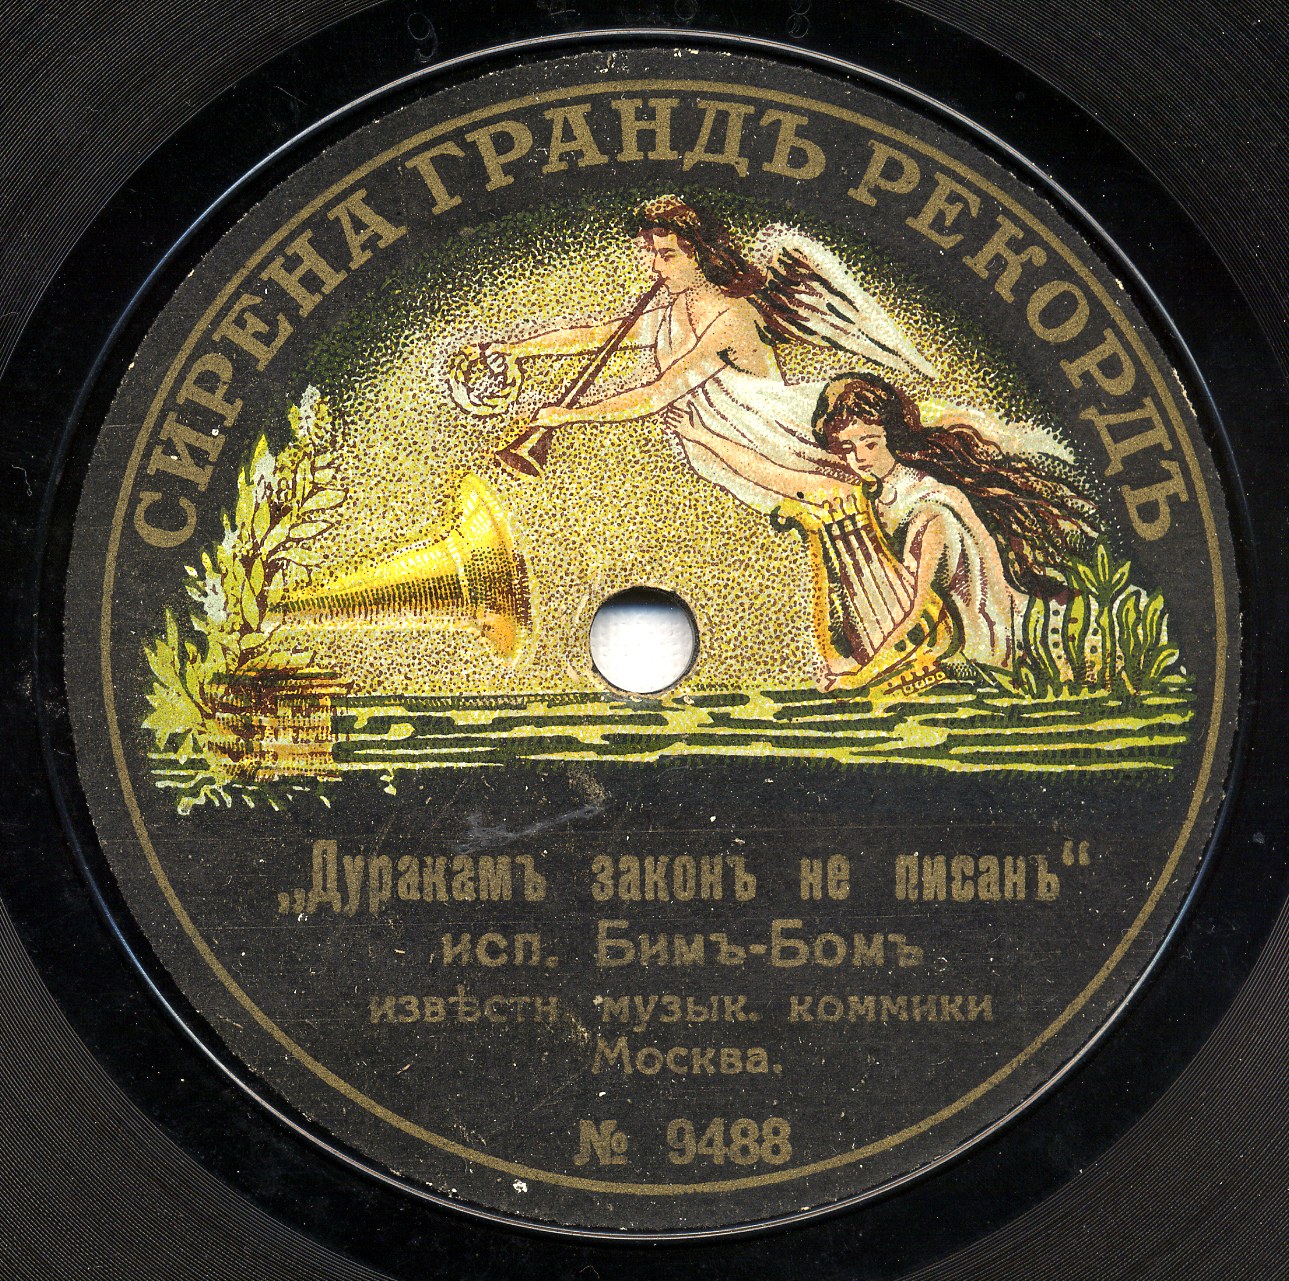 СИРЕНА ГРАНДЪ РЕКОРДЪ
„Дуракамъ законъ не писанъ“
исп. Бимъ-Бомъ
извѣстн. музык. коммики
Москва.
№ 9488